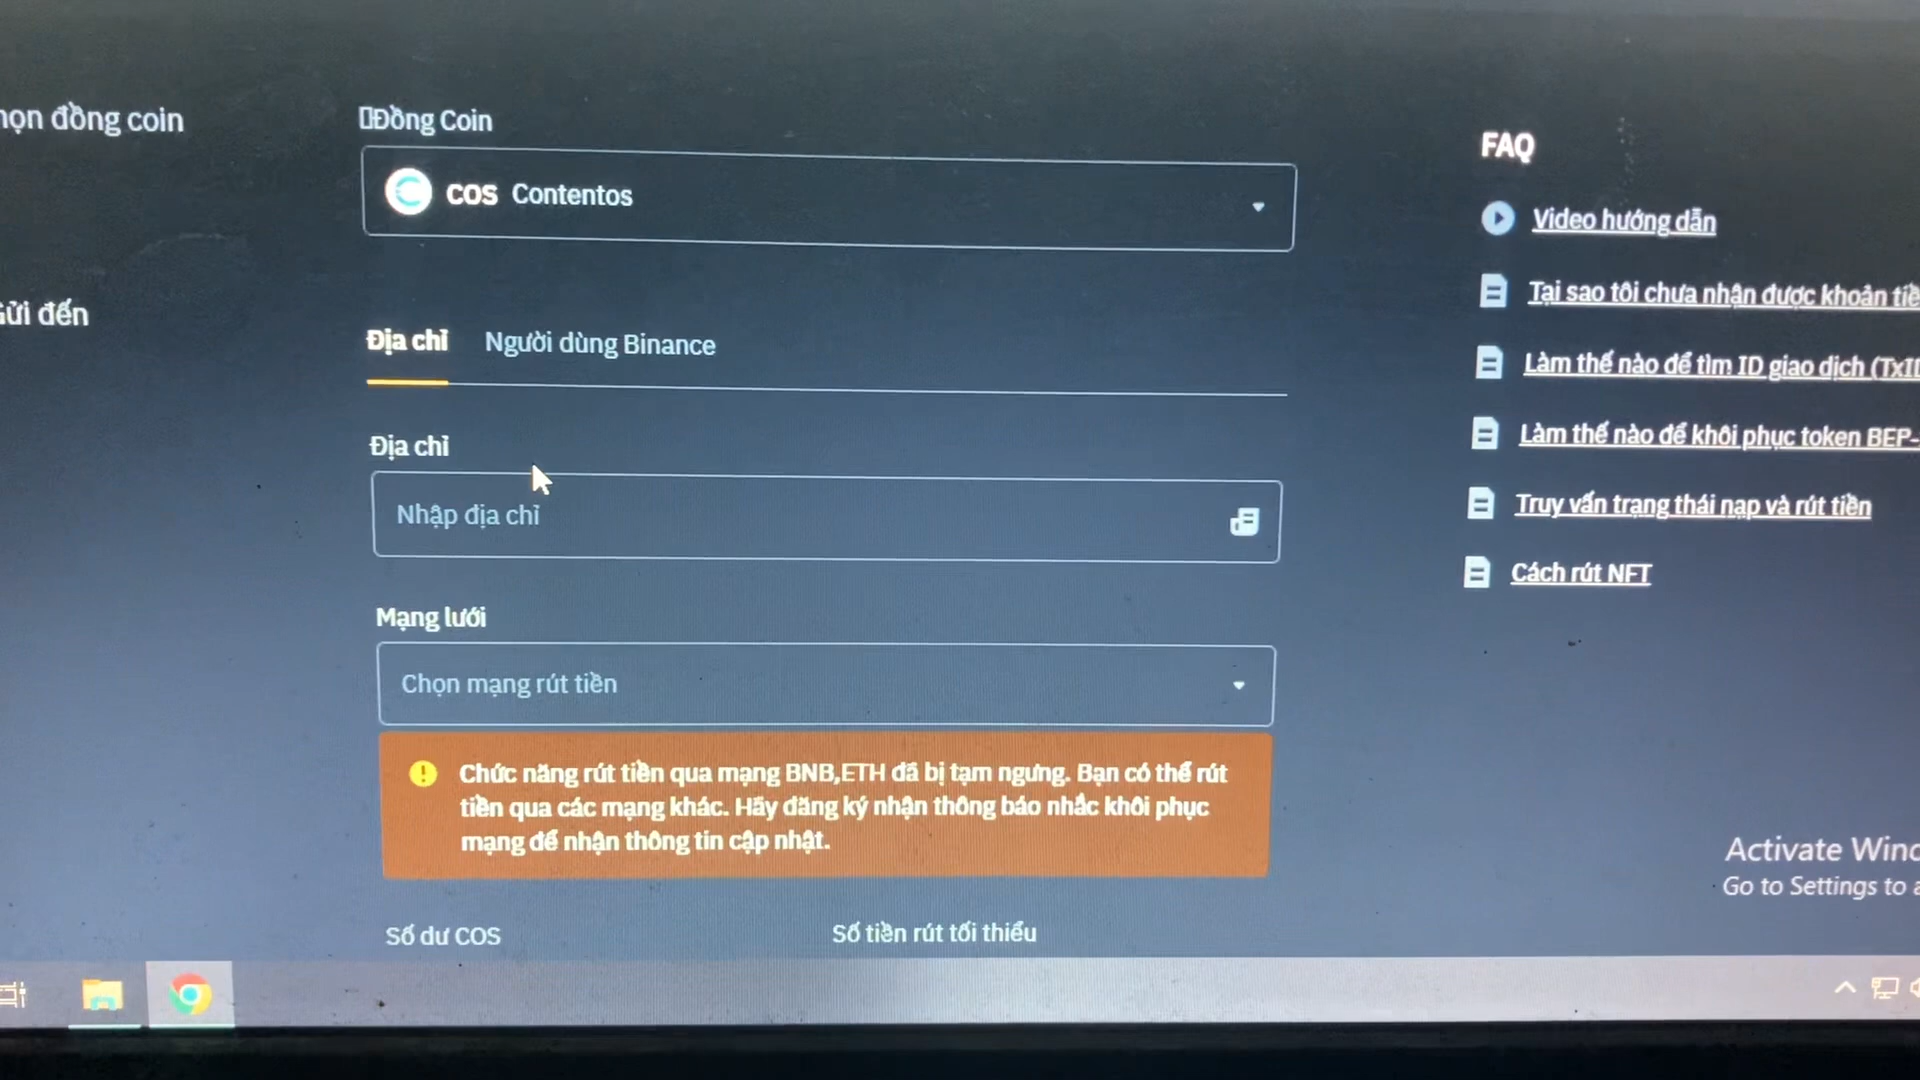 họn đồng coin
Đồng Coin
COS Contentos
Gửi đến
Địa chỉ
Người dùng Binance
Địa chỉ
Nhập địa chỉ
Mạng lưới
Chọn mạng rút tiền
Chức năng rút tiền qua mạng BNB,ETH đã bị tạm ngưng. Bạn có thể rút
tiền qua các mạng khác. Hãy đăng ký nhận thông báo nhắc khôi phục
mạng để nhận thông tin cập nhật.
Số dư COS
Số tiền rút tối thiểu
FAQ
Video hướng dẫn
Tại sao tôi chưa nhận được khoản tiề
Làm thế nào để tìm ID giao dịch (TxID
Làm thế nào để khôi phục token BEP-
Truy vấn trạng thái nạp và rút tiền
Cách rút NFT
Activate Wind
Go to Settings to a